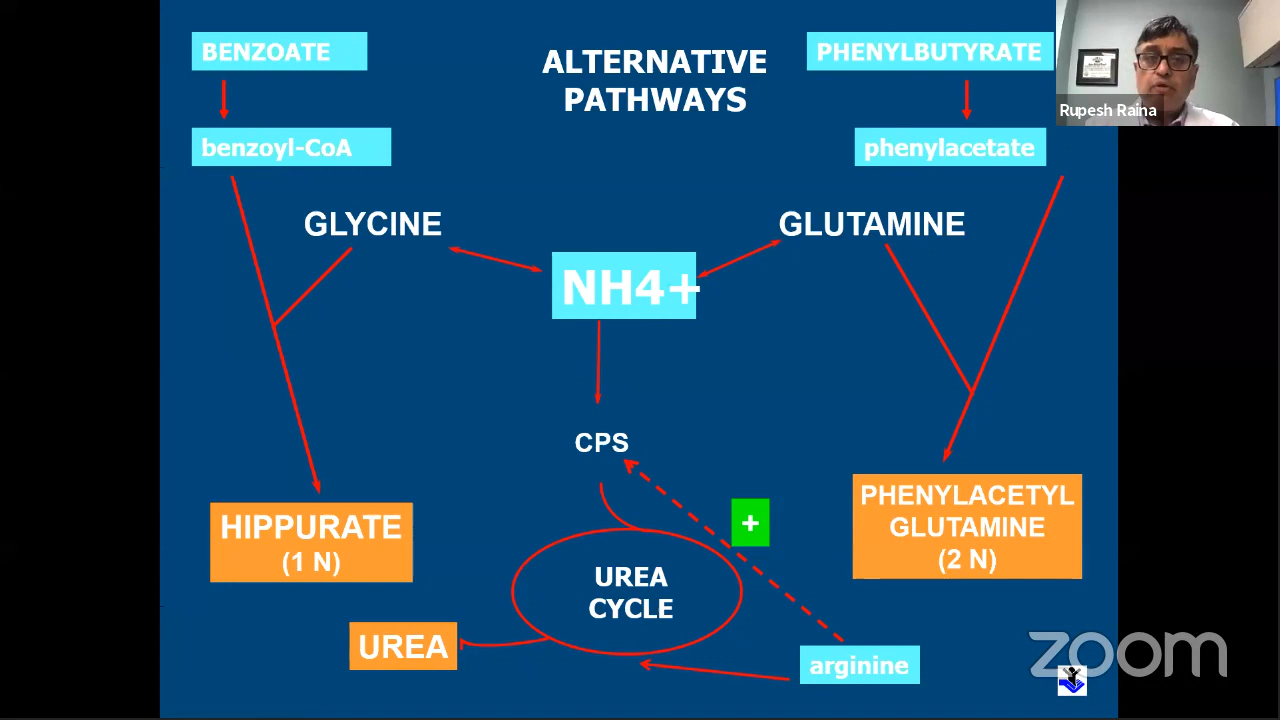 BENZOATE
ALTERNATIVE
PATHWAYS
PHENYLBUTYRATE
Rupesh Raina
benzoyl-CoA
phenylacetate
GLYCINE
GLUTAMINE
NH4+
CPS
+
HIPPURATE
(1 N)
PHENYLACETYL
GLUTAMINE
(2 N)
UREA
CYCLE
UREA
arginine
zoom